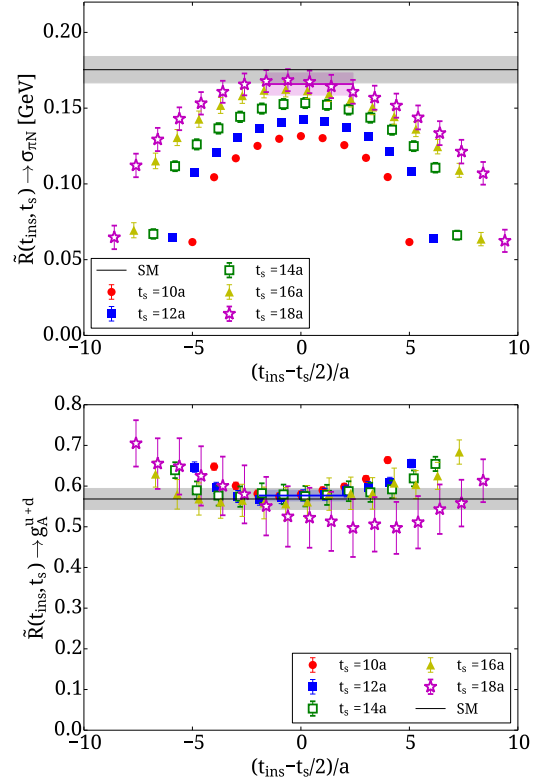 0.20
0.15
0.10
0.05
0.00
R̃(t_ins, t_s) → σ_πN [GeV]
SM
t_s = 10a
t_s = 12a
t_s = 14a
t_s = 16a
t_s = 18a
−10 −5 0 5 10
(t_ins−t_s/2)/a
0.8
0.7
0.6
0.5
0.4
0.3
0.2
0.1
0.0
R̃(t_ins, t_s) → g_A^u+d
t_s = 10a
t_s = 12a
t_s = 14a
t_s = 16a
t_s = 18a
SM
−10 −5 0 5 10
(t_ins−t_s/2)/a